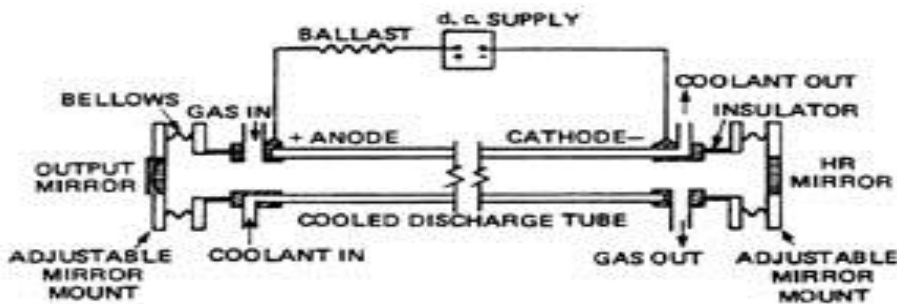 d.c. SUPPLY
BALLAST
COOLANT OUT
BELLOWS
GAS IN
INSULATOR
+ ANODE
CATHODE–
OUTPUT
MIRROR
HR
MIRROR
COOLED DISCHARGE TUBE
ADJUSTABLE
MIRROR
MOUNT
COOLANT IN
GAS OUT
ADJUSTABLE
MIRROR
MOUNT